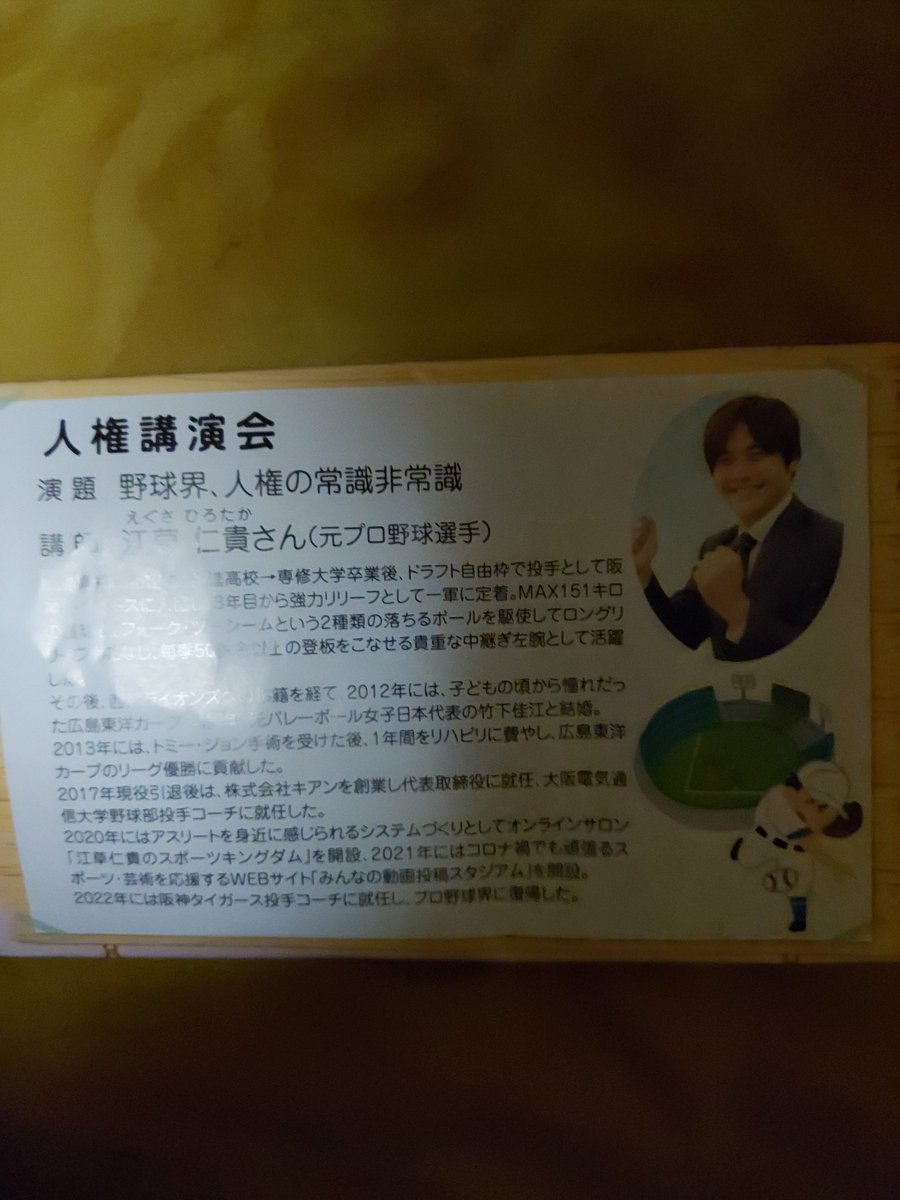 人権講演会
演題 野球界、人権の常識非常識
えぐさ ひろたか
講師 江草 仁貴さん(元プロ野球選手)
高校→専修大学卒業後、ドラフト自由枠で投手として阪
3年目から強力リリーフとして一軍に定着。MAX151キロ
フォーク・ツーシームという2種類の落ちるボールを駆使してロングリ
以上の登板をこなせる貴重な中継ぎ左腕として活躍
した
その後、西 ライオンズへ 籍を経て、2012年には、子どもの頃から憧れだっ
た広島東洋カープ 元バレーボール女子日本代表の竹下佳江と結婚。
2013年には、トミー・ジョン手術を受けた後、1年間をリハビリに費やし、広島東洋
カープのリーグ優勝に貢献した。
2017年現役引退後は、株式会社キアンを創業し代表取締役に就任、大阪電気通
信大学野球部投手コーチに就任した。
2020年にはアスリートを身近に感じられるシステムづくりとしてオンラインサロン
「江草仁貴のスポーツキングダム」を開設、2021年にはコロナ禍でも頑張るス
ポーツ・芸術を応援するWEBサイト「みんなの動画投稿スタジアム」を開設。
2022年には阪神タイガース投手コーチに就任し、プロ野球界に復帰した。